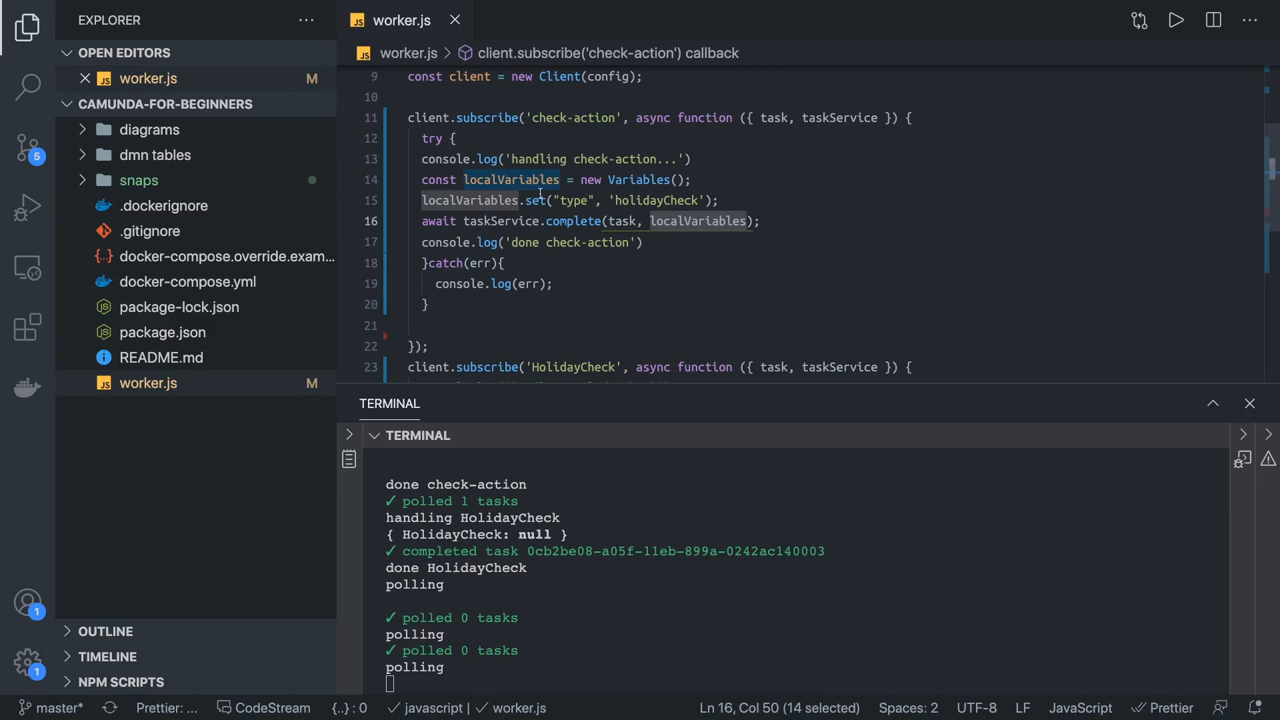 EXPLORER
OPEN EDITORS
worker.js M
CAMUNDA-FOR-BEGINNERS
diagrams
dmn tables
snaps
.dockerignore
.gitignore
docker-compose.override.exam...
docker-compose.yml
package-lock.json
package.json
README.md
worker.js M
OUTLINE
TIMELINE
NPM SCRIPTS
5
1
1
worker.js
worker.js > client.subscribe('check-action') callback
9 const client = new Client(config);
10
11 client.subscribe('check-action', async function ({ task, taskService }) {
12 try {
13 console.log('handling check-action...')
14 const localVariables = new Variables();
15 localVariables.set("type", 'holidayCheck');
16 await taskService.complete(task, localVariables);
17 console.log('done check-action')
18 }catch(err){
19 console.log(err);
20 }
21
22 });
23 client.subscribe('HolidayCheck', async function ({ task, taskService }) {
TERMINAL
TERMINAL
done check-action
✓ polled 1 tasks
handling HolidayCheck
{ HolidayCheck: null }
✓ completed task 0cb2be08-a05f-11eb-899a-0242ac140003
done HolidayCheck
polling
✓ polled 0 tasks
polling
✓ polled 0 tasks
polling
master* Prettier: ... CodeStream {..} : 0 ✓ javascript | ✓ worker.js Ln 16, Col 50 (14 selected) Spaces: 2 UTF-8 LF JavaScript Prettier